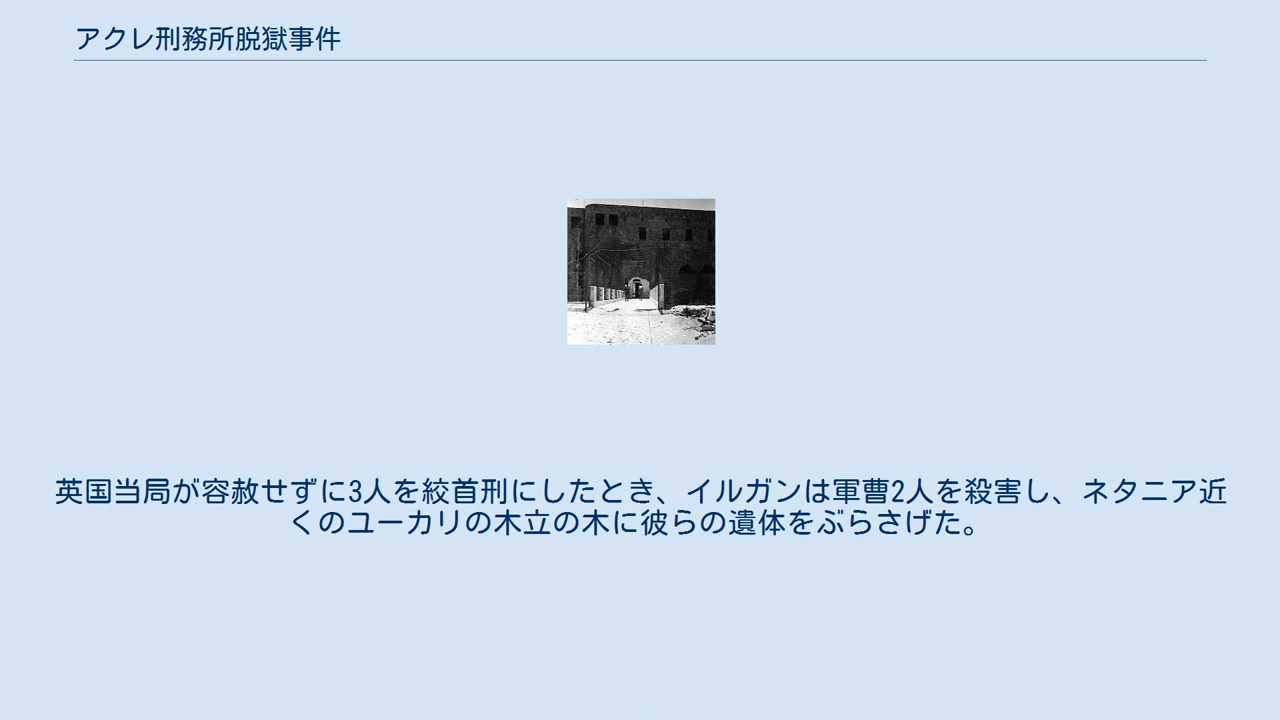 アクレ刑務所脱獄事件
英国当局が容赦せずに3人を絞首刑にしたとき、イルガンは軍曹2人を殺害し、ネタニア近
くのユーカリの木立の木に彼らの遺体をぶらさげた。